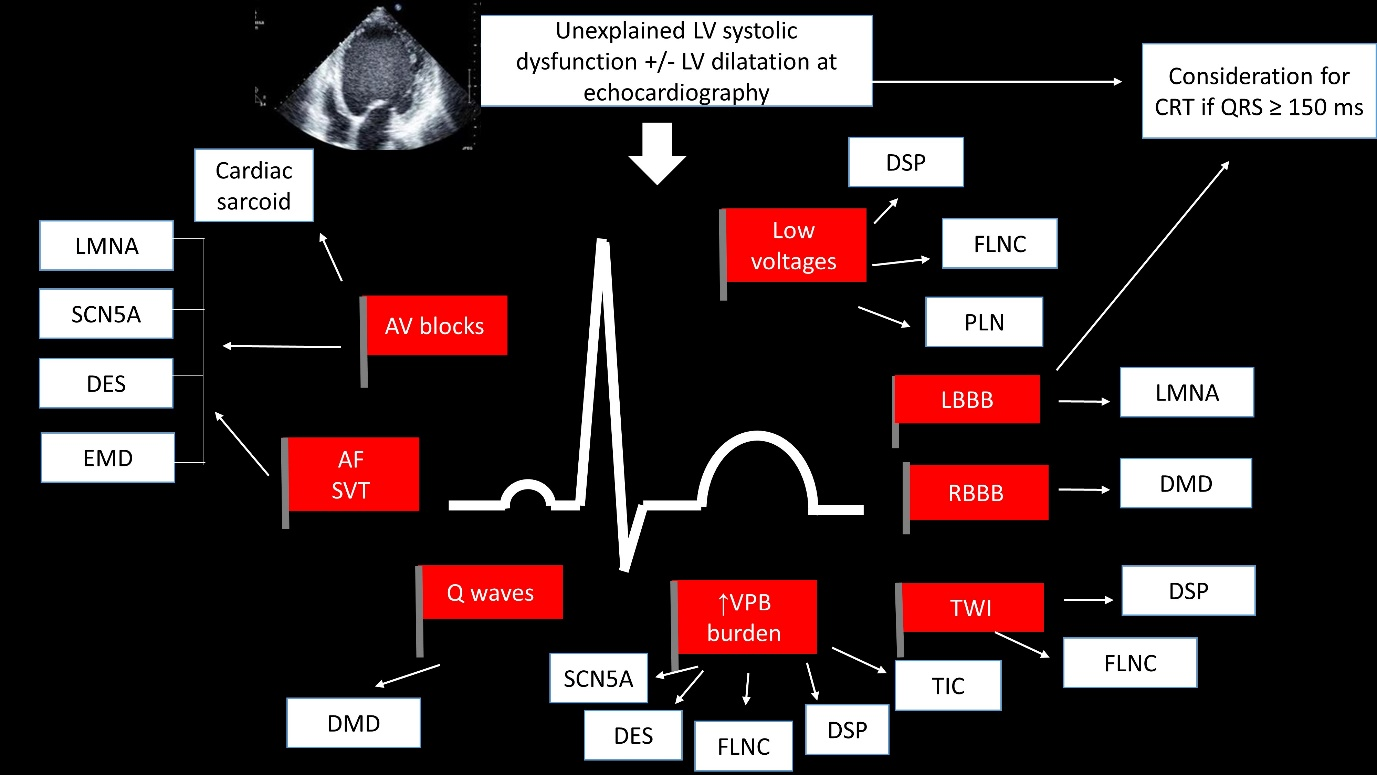 Unexplained LV systolic
dysfunction +/- LV dilatation at
echocardiography
Consideration for
CRT if QRS ≥ 150 ms
Cardiac
sarcoid
LMNA
SCN5A
DES
EMD
AV blocks
AF
SVT
Low
voltages
DSP
FLNC
PLN
LBBB
LMNA
RBBB
DMD
Q waves
DMD
↑VPB
burden
SCN5A
DES
FLNC
DSP
TIC
TWI
DSP
FLNC